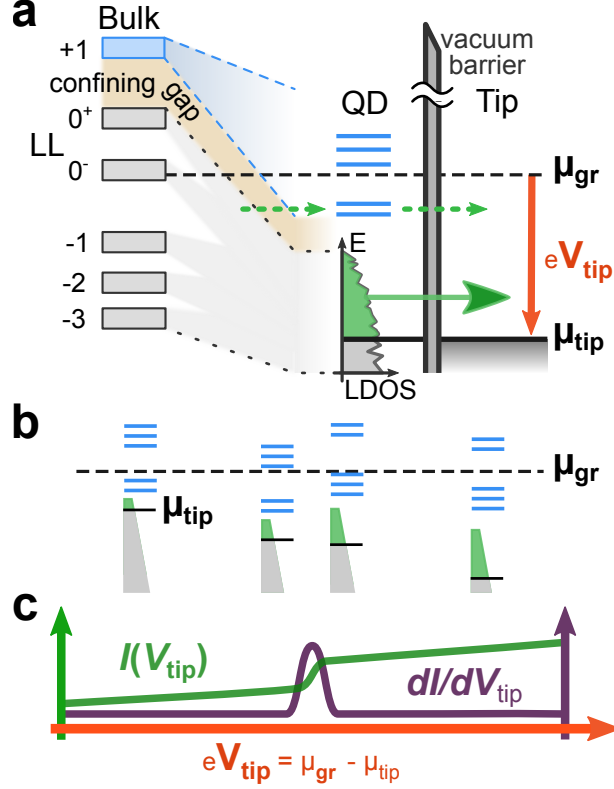 a
Bulk
+1
confining gap
0⁺
LL
0⁻
-1
-2
-3
QD
vacuum
barrier
Tip
μgr
eVtip
E
μtip
LDOS
b
μgr
μtip
c
I(Vtip)
dI/dVtip
eVtip = μgr - μtip